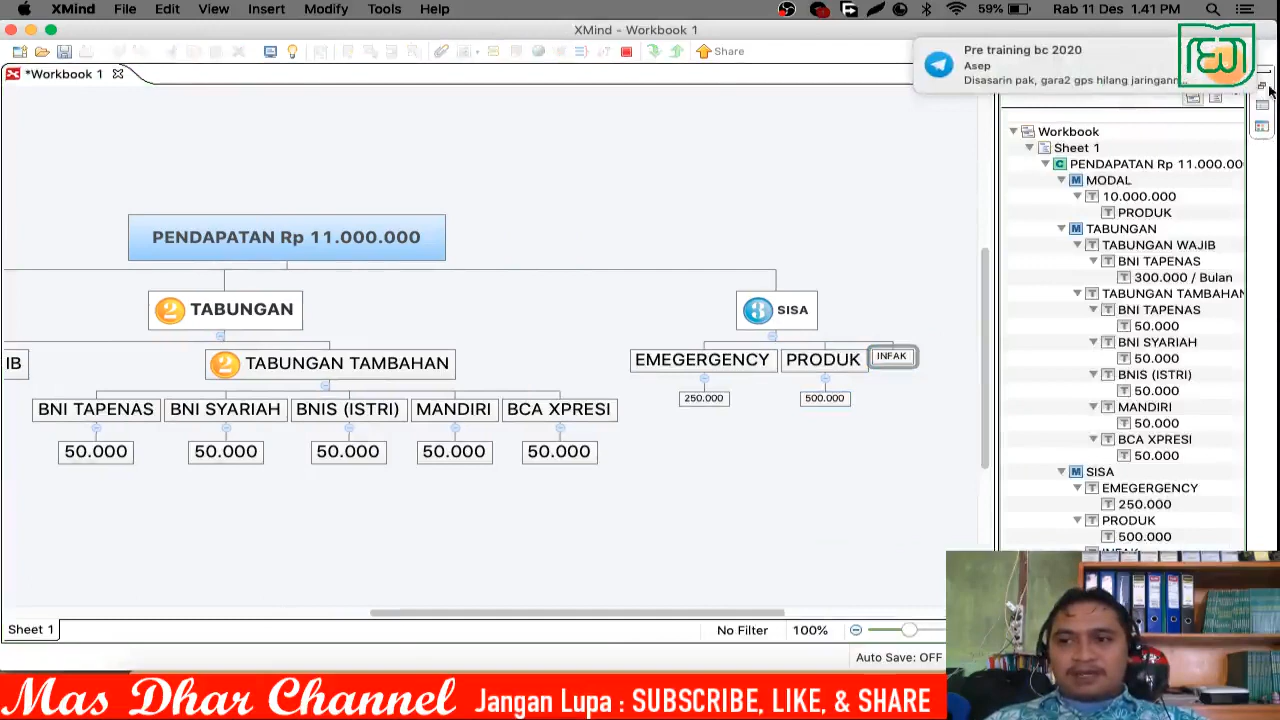 XMind File Edit View Insert Modify Tools Help 59% Rab 11 Des 1.41 PM
XMind - Workbook 1
Share
*Workbook 1
Pre training bc 2020
Asep
Disasarin pak, gara2 gps hilang jaringann...
PENDAPATAN Rp 11.000.000
2 TABUNGAN
3 SISA
IB
2 TABUNGAN TAMBAHAN
EMEGERGENCY PRODUK INFAK
250.000 500.000
BNI TAPENAS BNI SYARIAH BNIS (ISTRI) MANDIRI BCA XPRESI
50.000 50.000 50.000 50.000 50.000
Workbook
Sheet 1
C PENDAPATAN Rp 11.000.00
M MODAL
T 10.000.000
T PRODUK
M TABUNGAN
T TABUNGAN WAJIB
T BNI TAPENAS
T 300.000 / Bulan
T TABUNGAN TAMBAHAN
T BNI TAPENAS
T 50.000
T BNI SYARIAH
T 50.000
T BNIS (ISTRI)
T 50.000
T MANDIRI
T 50.000
T BCA XPRESI
T 50.000
M SISA
T EMEGERGENCY
T 250.000
T PRODUK
T 500.000
Sheet 1
No Filter 100%
Auto Save: OFF
Mas Dhar Channel Jangan Lupa : SUBSCRIBE, LIKE, & SHARE